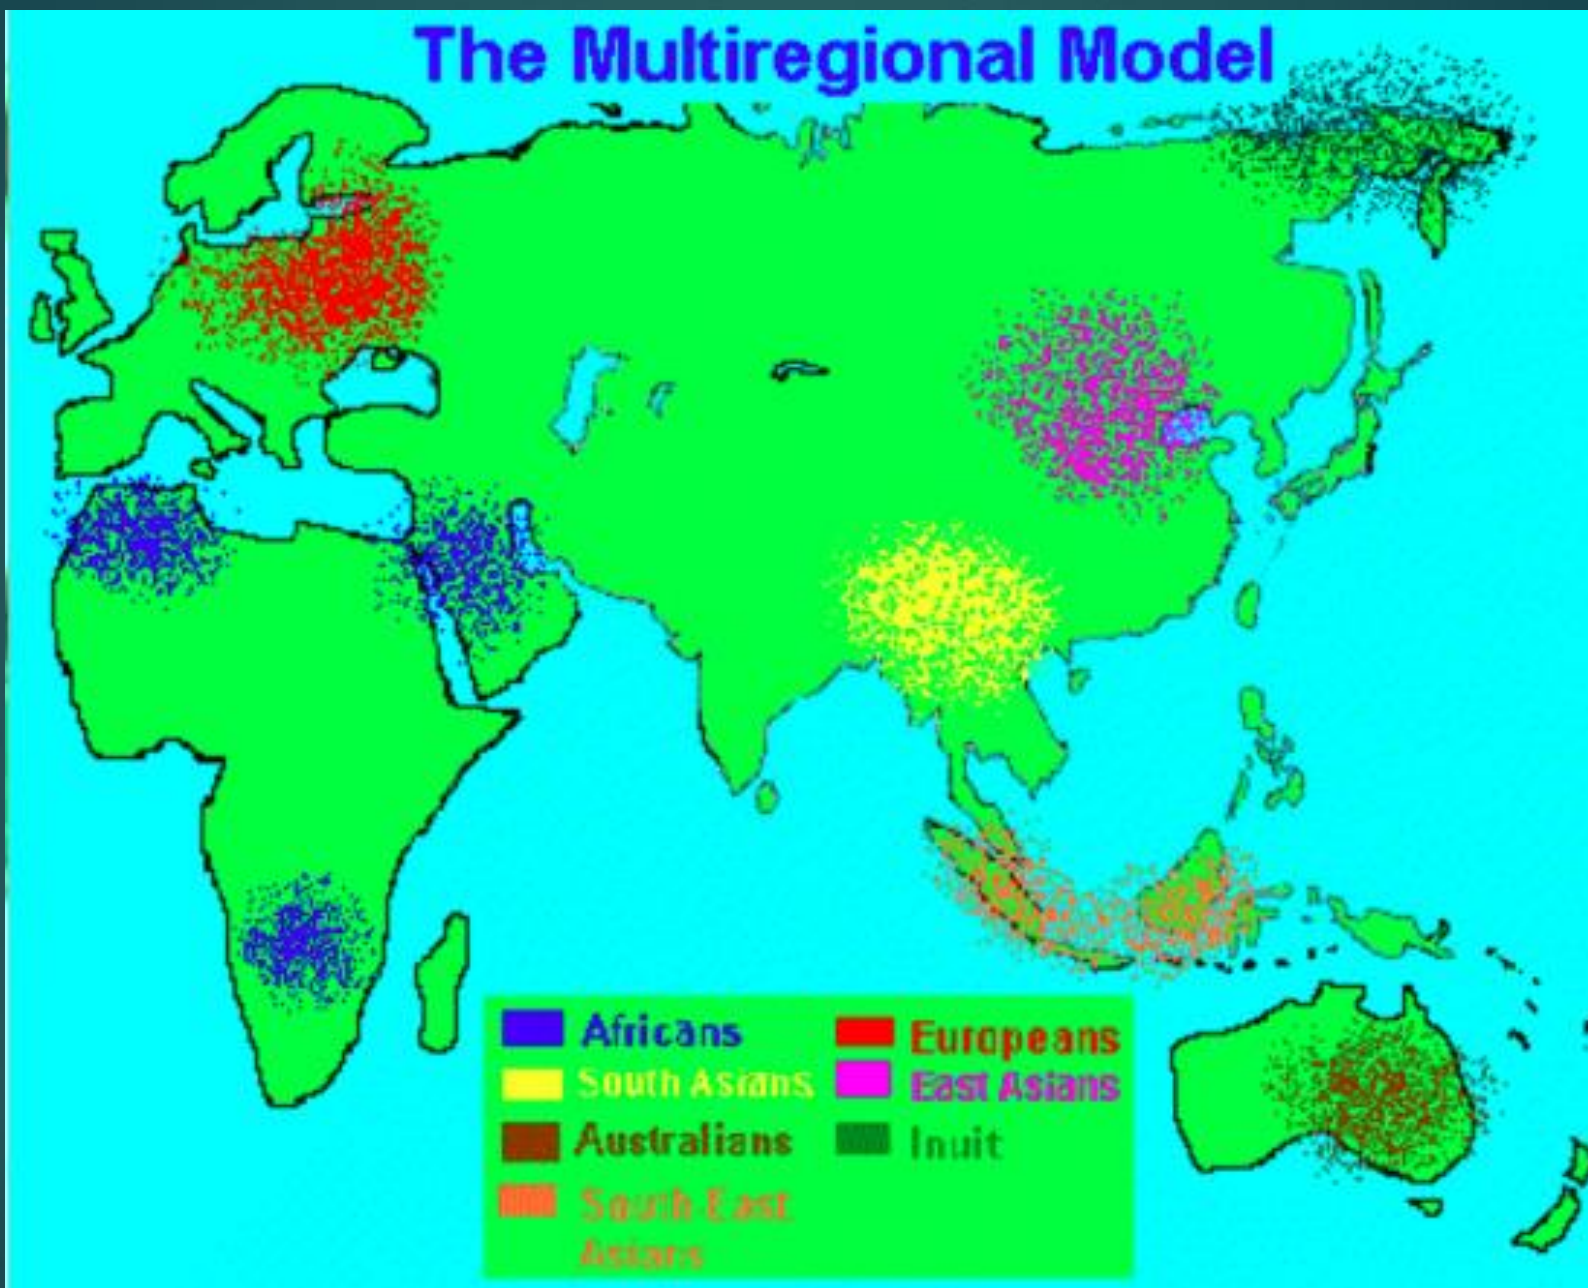 The Multiregional Model
Africans
Europeans
South Asians
East Asians
Australians
Inuit
South East
Asians